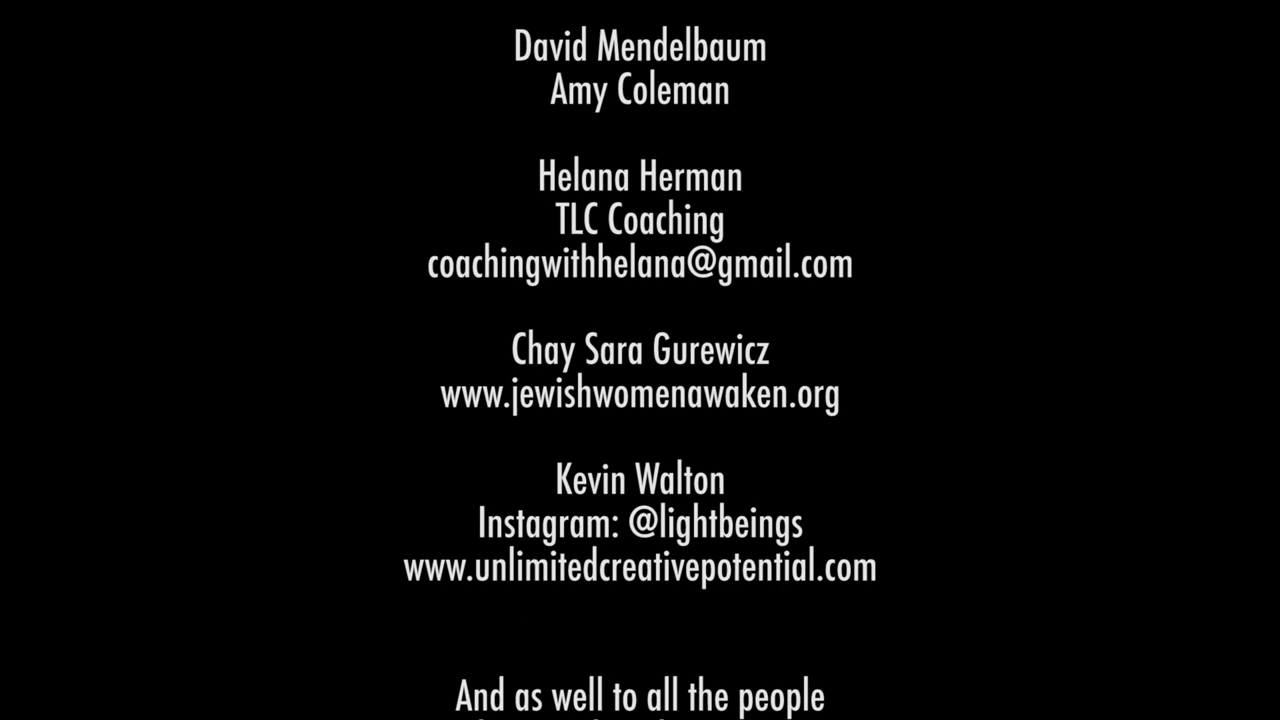 David Mendelbaum
Amy Coleman
Helana Herman
TLC Coaching
coachingwithhelana@gmail.com
Chay Sara Gurewicz
www.jewishwomenawaken.org
Kevin Walton
Instagram: @lightbeings
www.unlimitedcreativepotential.com
And as well to all the people